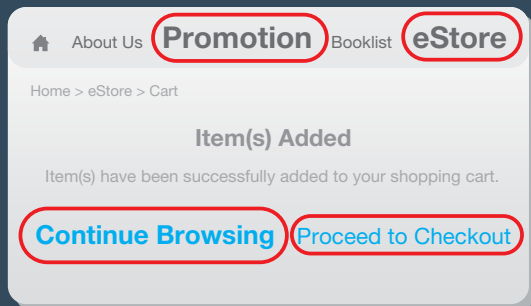 About Us Promotion Booklist eStore
Home > eStore > Cart
Item(s) Added
Item(s) have been successfully added to your shopping cart.
Continue Browsing Proceed to Checkout